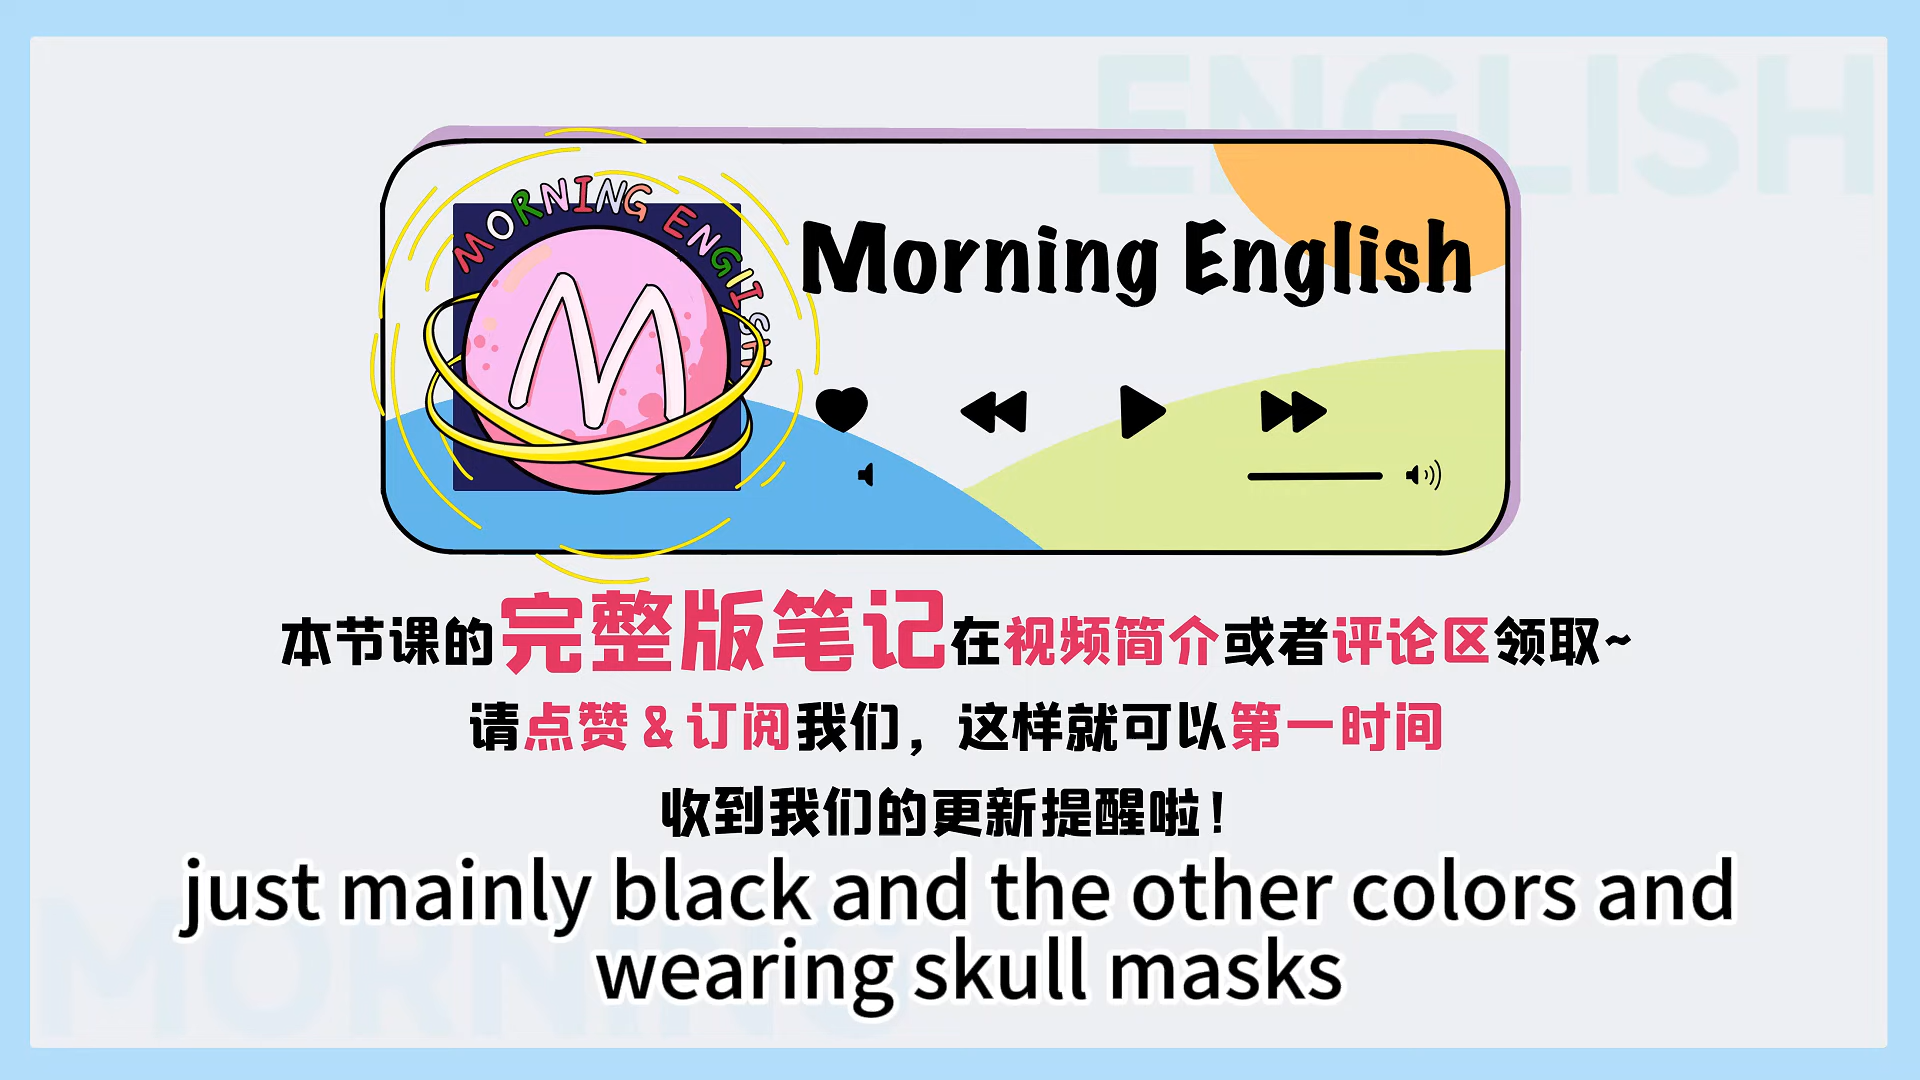 ENGLISH
MORNING ENGlISH
M
Morning English
本节课的完整版笔记在视频简介或者评论区领取~
请点赞&订阅我们，这样就可以第一时间
收到我们的更新提醒啦！
just mainly black and the other colors and
wearing skull masks
MORNING